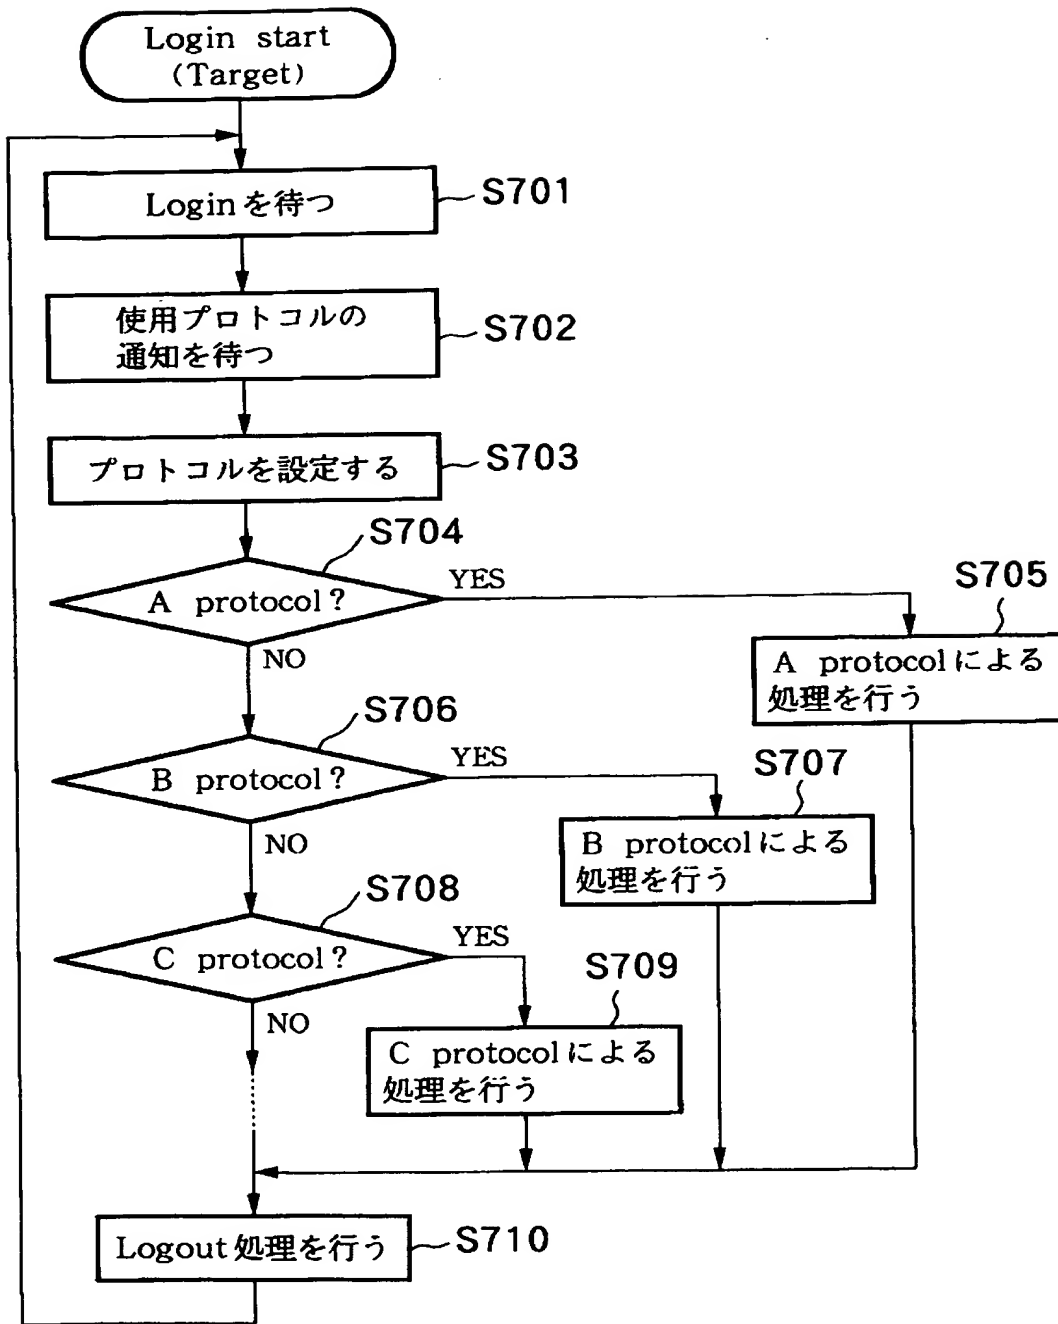 Login start
(Target)
Loginを待つ
S701
使用プロトコルの
通知を待つ
S702
プロトコルを設定する
S703
S704
A protocol?
YES
NO
S705
A protocolによる
処理を行う
S706
B protocol?
YES
NO
S707
B protocolによる
処理を行う
S708
C protocol?
YES
NO
S709
C protocolによる
処理を行う
Logout処理を行う
S710